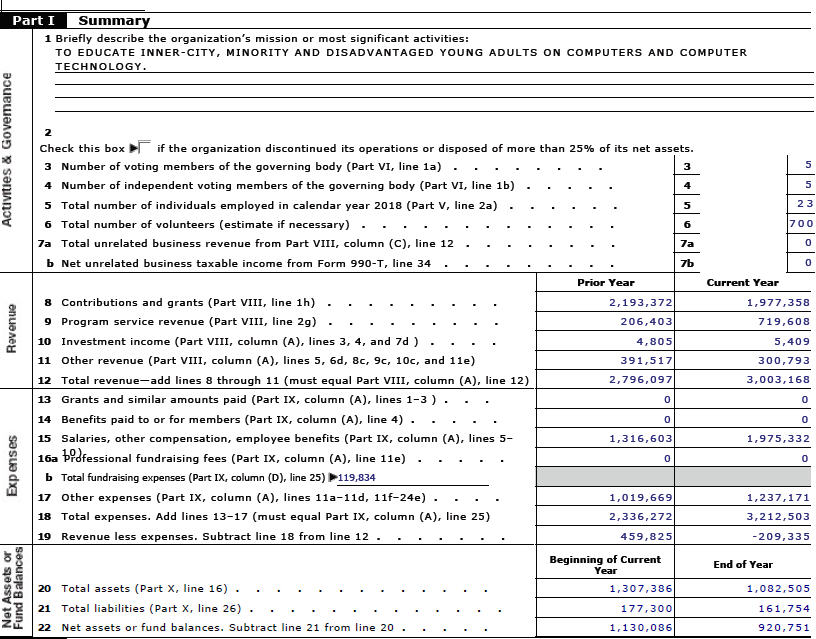 Part I Summary
1 Briefly describe the organization's mission or most significant activities:
TO EDUCATE INNER-CITY, MINORITY AND DISADVANTAGED YOUNG ADULTS ON COMPUTERS AND COMPUTER
TECHNOLOGY.
Activities & Governance
2
Check this box ▶ if the organization discontinued its operations or disposed of more than 25% of its net assets.
3 Number of voting members of the governing body (Part VI, line 1a) . . . . . . . . 3 5
4 Number of independent voting members of the governing body (Part VI, line 1b) . . . . . 4 5
5 Total number of individuals employed in calendar year 2018 (Part V, line 2a) . . . . . . 5 23
6 Total number of volunteers (estimate if necessary) . . . . . . . . . . . . . 6 700
7a Total unrelated business revenue from Part VIII, column (C), line 12 . . . . . . . . 7a 0
b Net unrelated business taxable income from Form 990-T, line 34 . . . . . . . . . 7b 0
Prior Year Current Year
Revenue
8 Contributions and grants (Part VIII, line 1h) . . . . . . . . . 2,193,372 1,977,358
9 Program service revenue (Part VIII, line 2g) . . . . . . . . . 206,403 719,608
10 Investment income (Part VIII, column (A), lines 3, 4, and 7d ) . . . . 4,805 5,409
11 Other revenue (Part VIII, column (A), lines 5, 6d, 8c, 9c, 10c, and 11e) 391,517 300,793
12 Total revenue—add lines 8 through 11 (must equal Part VIII, column (A), line 12) 2,796,097 3,003,168
Expenses
13 Grants and similar amounts paid (Part IX, column (A), lines 1–3 ) . . . 0 0
14 Benefits paid to or for members (Part IX, column (A), line 4) . . . . . 0 0
15 Salaries, other compensation, employee benefits (Part IX, column (A), lines 5– 1,316,603 1,975,332
10)
16a Professional fundraising fees (Part IX, column (A), line 11e) . . . . . 0 0
b Total fundraising expenses (Part IX, column (D), line 25) ▶119,834
17 Other expenses (Part IX, column (A), lines 11a–11d, 11f–24e) . . . . 1,019,669 1,237,171
18 Total expenses. Add lines 13–17 (must equal Part IX, column (A), line 25) 2,336,272 3,212,503
19 Revenue less expenses. Subtract line 18 from line 12 . . . . . . . 459,825 -209,335
Net Assets or
Fund Balances
Beginning of Current
Year
End of Year
20 Total assets (Part X, line 16) . . . . . . . . . . . . 1,307,386 1,082,505
21 Total liabilities (Part X, line 26) . . . . . . . . . . . . 177,300 161,754
22 Net assets or fund balances. Subtract line 21 from line 20 . . . . . 1,130,086 920,751